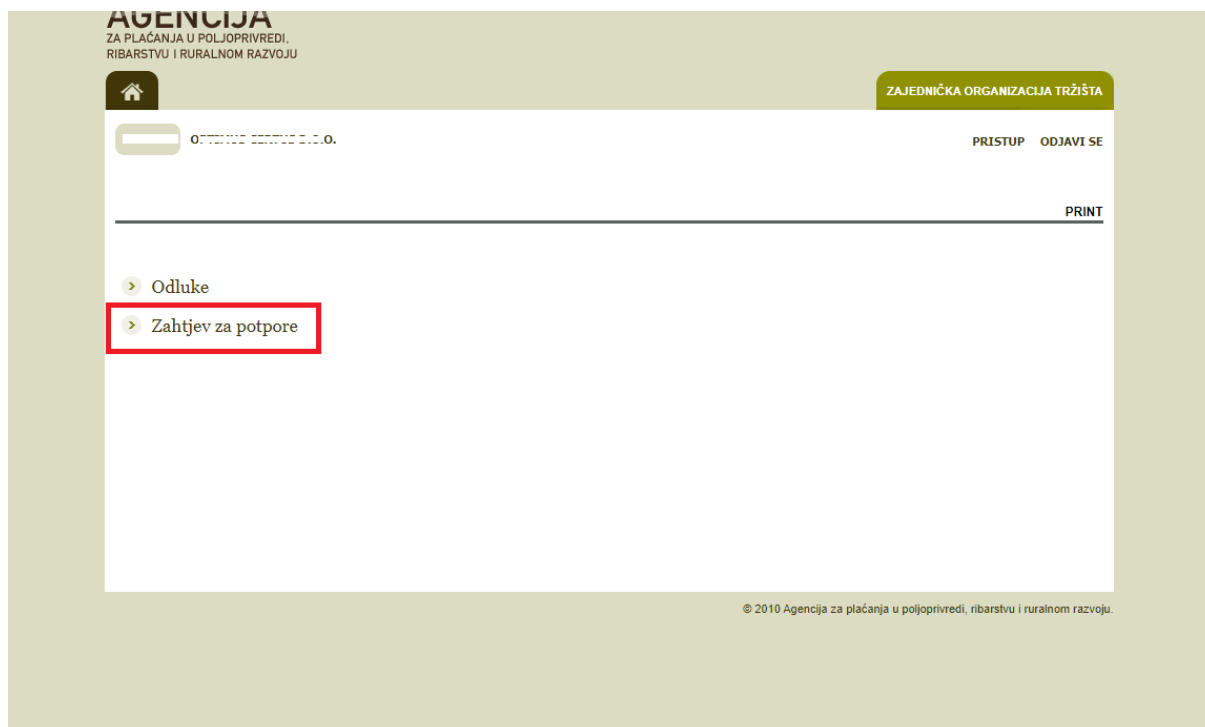 AGENCIJA
ZA PLAĆANJA U POLJOPRIVREDI,
RIBARSTVU I RURALNOM RAZVOJU
ZAJEDNIČKA ORGANIZACIJA TRŽIŠTA
PRISTUP ODJAVI SE
PRINT
Odluke
Zahtjev za potpore
© 2010 Agencija za plaćanja u poljoprivredi, ribarstvu i ruralnom razvoju.